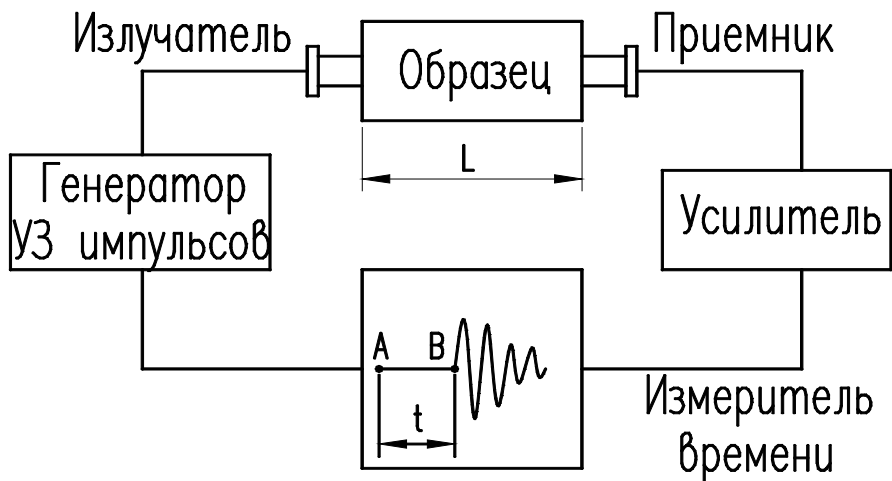 Излучатель
Образец
Приемник
L
Генератор
УЗ импульсов
Усилитель
A
B
t
Измеритель
времени